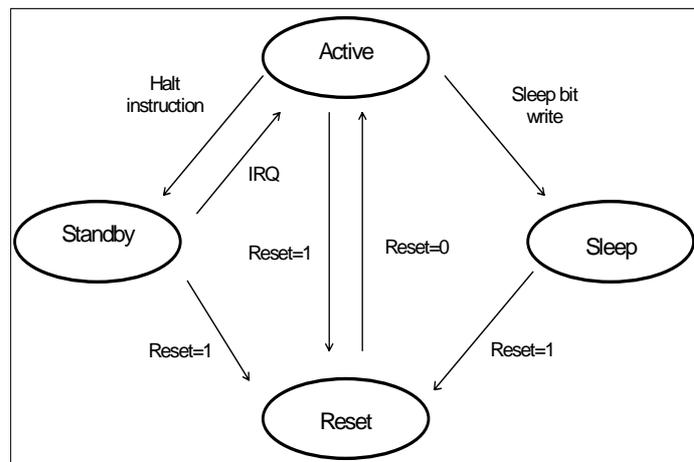 Active
Halt
instruction
Sleep bit
write
IRQ
Standby
Reset=1
Reset=0
Sleep
Reset=1
Reset=1
Reset